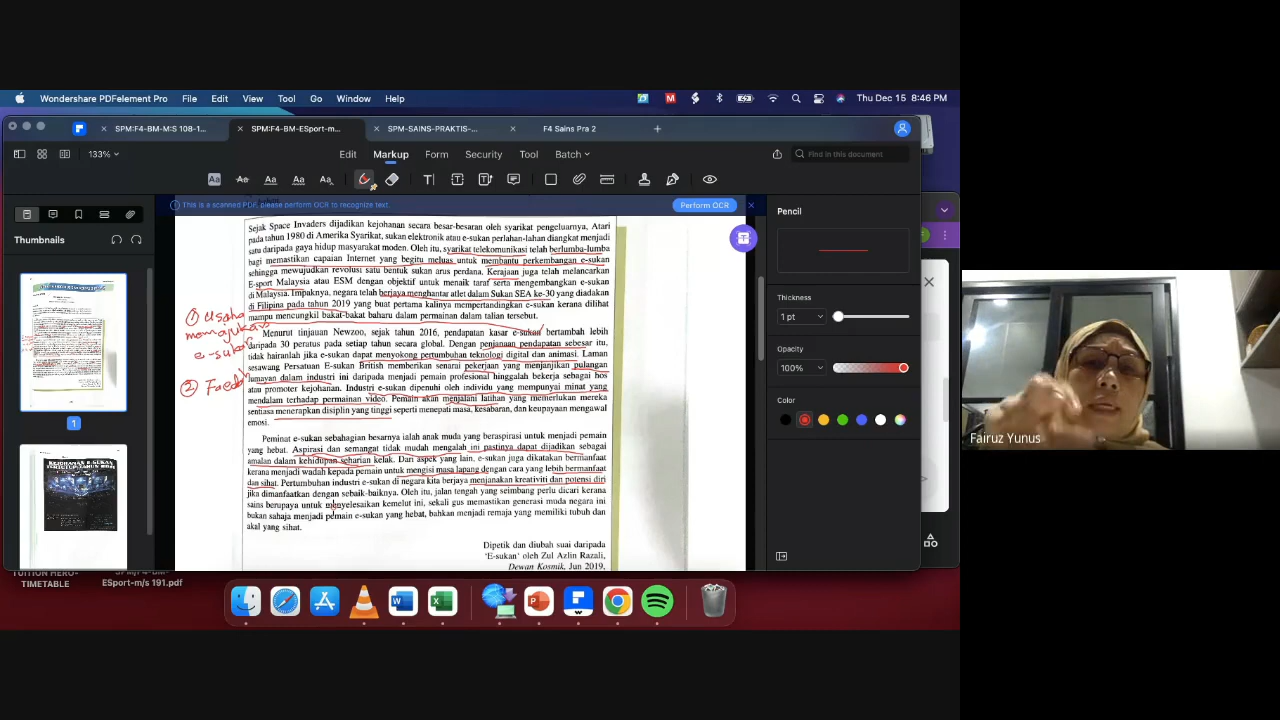 Wondershare PDFelement Pro File Edit View Tool Go Window Help
Thu Dec 15 8:46 PM
SPM:F4-BM-M:S 108-1...
SPM:F4-BM-ESport-m...
SPM-SAINS-PRAKTIS-...
F4 Sains Pra 2
133%
Edit Markup Form Security Tool Batch
Find in this document
This is a scanned PDF, please perform OCR to recognize text.
Perform OCR
Thumbnails
1
Sejak Space Invaders dijadikan kejohanan secara besar-besaran oleh syarikat pengeluarnya, Atari
pada tahun 1980 di Amerika Syarikat, sukan elektronik atau e-sukan perlahan-lahan diangkat menjadi
satu daripada gaya hidup masyarakat moden. Oleh itu, syarikat telekomunikasi telah berlumba-lumba
bagi memastikan capaian Internet yang begitu meluas untuk membantu perkembangan e-sukan
sehingga mewujudkan revolusi satu bentuk sukan arus perdana. Kerajaan juga telah melancarkan
E-sport Malaysia atau ESM dengan objektif untuk menaik taraf serta mengembangkan e-sukan
di Malaysia. Impaknya, negara telah berjaya menghantar atlet dalam Sukan SEA ke-30 yang diadakan
di Filipina pada tahun 2019 yang buat pertama kalinya mempertandingkan e-sukan kerana dilihat
mampu mencungkil bakat-bakat baharu dalam permainan dalam talian tersebut.
① Usaha
memajukan
e-sukan
② Faedah
Menurut tinjauan Newzoo, sejak tahun 2016, pendapatan kasar e-sukan bertambah lebih
daripada 30 peratus pada setiap tahun secara global. Dengan penjanaan pendapatan sebesar itu,
tidak hairanlah jika e-sukan dapat menyokong pertumbuhan teknologi digital dan animasi. Laman
sesawang Persatuan E-sukan British memberikan senarai pekerjaan yang menjanjikan pulangan
lumayan dalam industri ini daripada menjadi pemain profesional hinggalah bekerja sebagai bos
atau promoter kejohanan. Industri e-sukan dipenuhi oleh individu yang mempunyai minat yang
mendalam terhadap permainan video. Pemain akan menjalani latihan yang memerlukan mereka
sentiasa menerapkan disiplin yang tinggi seperti menepati masa, kesabaran, dan keupayaan mengawal
emosi.
Peminat e-sukan sebahagian besarnya ialah anak muda yang beraspirasi untuk menjadi pemain
yang hebat. Aspirasi dan semangat tidak mudah mengalah ini pastinya dapat dijadikan sebagai
amalan dalam kehidupan seharian kelak. Dari aspek yang lain, e-sukan juga dikatakan bermanfaat
kerana menjadi wadah kepada pemain untuk mengisi masa lapang dengan cara yang lebih bermanfaat
dan sihat. Pertumbuhan industri e-sukan di negara kita berjaya menjanakan kreativiti dan potensi diri
jika dimanfaatkan dengan sebaik-baiknya. Oleh itu, jalan tengah yang seimbang perlu dicari kerana
sains berupaya untuk menyelesaikan kemelut ini, sekali gus memastikan generasi muda negara ini
bukan sahaja menjadi pemain e-sukan yang hebat, bahkan menjadi remaja yang memiliki tubuh dan
akal yang sihat.
Dipetik dan diubah suai daripada
'E-sukan' oleh Zul Azlin Razali,
Dewan Kosmik, Jun 2019,
Pencil
Thickness
1 pt
Opacity
100%
Color
TUITION HERO-
TIMETABLE
SPM:F4-BM-
ESport-m/s 191.pdf
Fairuz Yunus